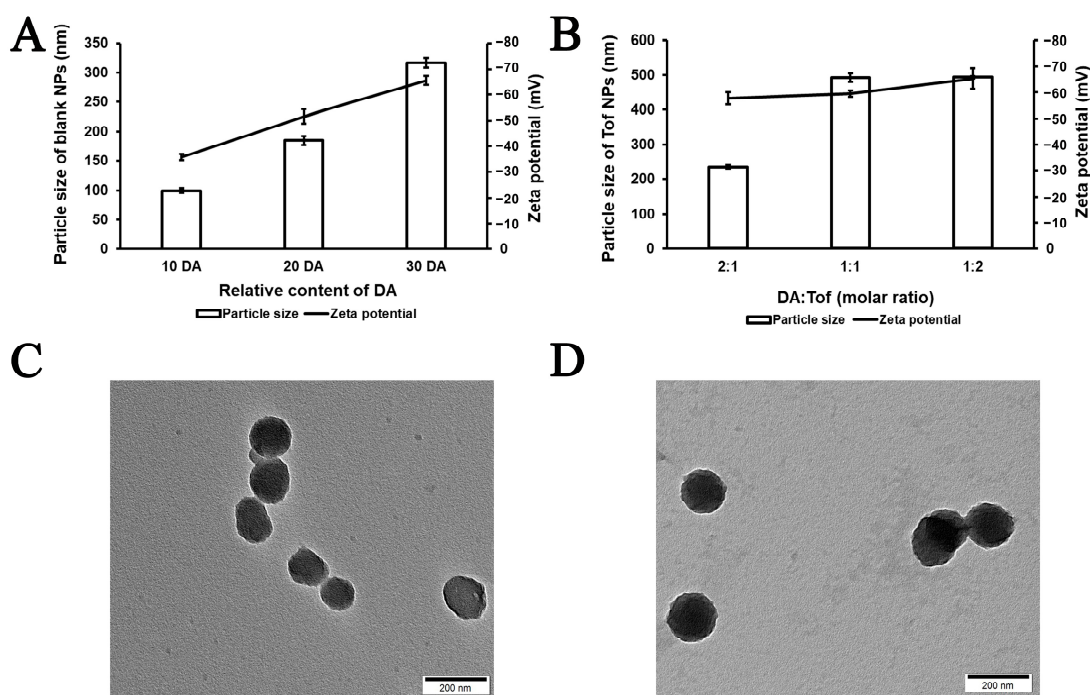 A
Particle size of blank NPs (nm)
350
300
250
200
150
100
50
0
−80
−70
−60
−50
−40
−30
−20
−10
0
Zeta potential (mV)
10 DA 20 DA 30 DA
Relative content of DA
Particle size Zeta potential
B
Particle size of Tof NPs (nm)
600
500
400
300
200
100
0
−80
−70
−60
−50
−40
−30
−20
−10
0
Zeta potential (mV)
2:1 1:1 1:2
DA:Tof (molar ratio)
Particle size Zeta potential
C
200 nm
D
200 nm